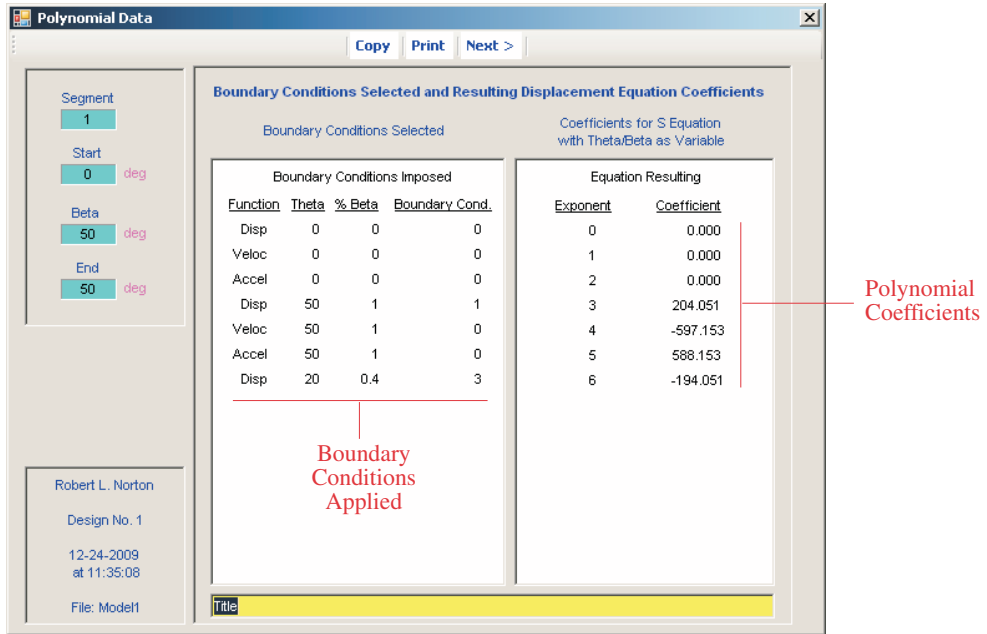 Polynomial Data
Copy Print Next >
Segment
1
Start
0 deg
Beta
50 deg
End
50 deg
Robert L. Norton
Design No. 1
12-24-2009
at 11:35:08
File: Model1
Boundary Conditions Selected and Resulting Displacement Equation Coefficients
Boundary Conditions Selected
Boundary Conditions Imposed
Function Theta % Beta Boundary Cond.
Disp 0 0 0
Veloc 0 0 0
Accel 0 0 0
Disp 50 1 1
Veloc 50 1 0
Accel 50 1 0
Disp 20 0.4 3
Boundary
Conditions
Applied
Coefficients for S Equation
with Theta/Beta as Variable
Equation Resulting
Exponent Coefficient
0 0.000
1 0.000
2 0.000
3 204.051
4 -597.153
5 588.153
6 -194.051
Polynomial
Coefficients
Title